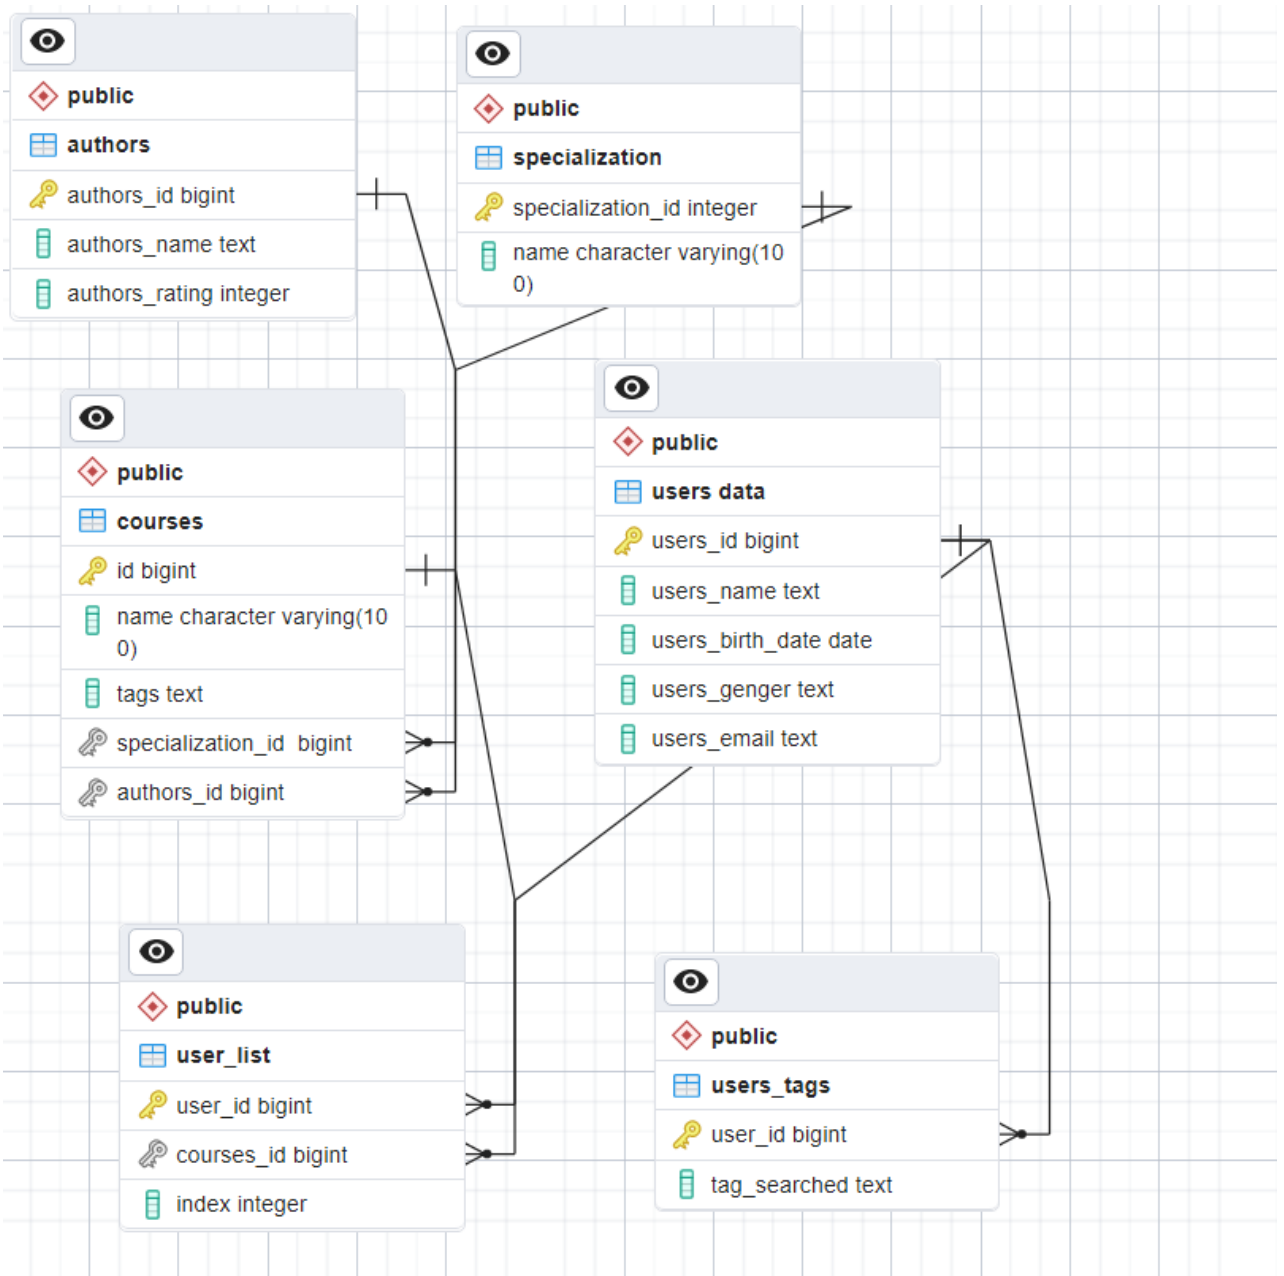 public
authors
authors_id bigint
authors_name text
authors_rating integer
public
specialization
specialization_id integer
name character varying(10
0)
public
courses
id bigint
name character varying(10
0)
tags text
specialization_id  bigint
authors_id bigint
public
users data
users_id bigint
users_name text
users_birth_date date
users_genger text
users_email text
public
user_list
user_id bigint
courses_id bigint
index integer
public
users_tags
user_id bigint
tag_searched text